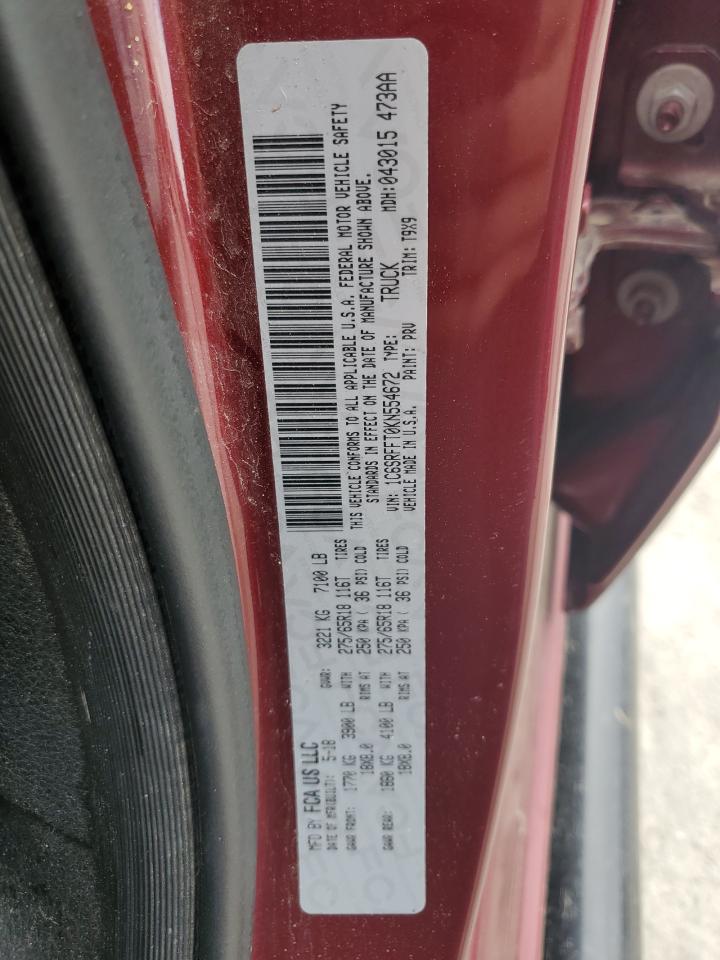 MFD BY FCA US LLC
DATE OF MFR(BUILT): 5-18 GVWR: 3221 KG 7100 LB
GAWR FRONT: 1770 KG 3900 LB WITH 275/65R18 116T TIRES
18X8.0 RIMS AT 250 KPA ( 36 PSI) COLD
GAWR REAR: 1860 KG 4100 LB WITH 275/65R18 116T TIRES
18X8.0 RIMS AT 250 KPA ( 36 PSI) COLD
THIS VEHICLE CONFORMS TO ALL APPLICABLE U.S.A. FEDERAL MOTOR VEHICLE SAFETY
STANDARDS IN EFFECT ON THE DATE OF MANUFACTURE SHOWN ABOVE.
VIN: 1C6SRFFT0KN554672 TYPE: TRUCK MDH:043015 473AA
VEHICLE MADE IN U.S.A. PAINT: PRV TRIM: T9X9